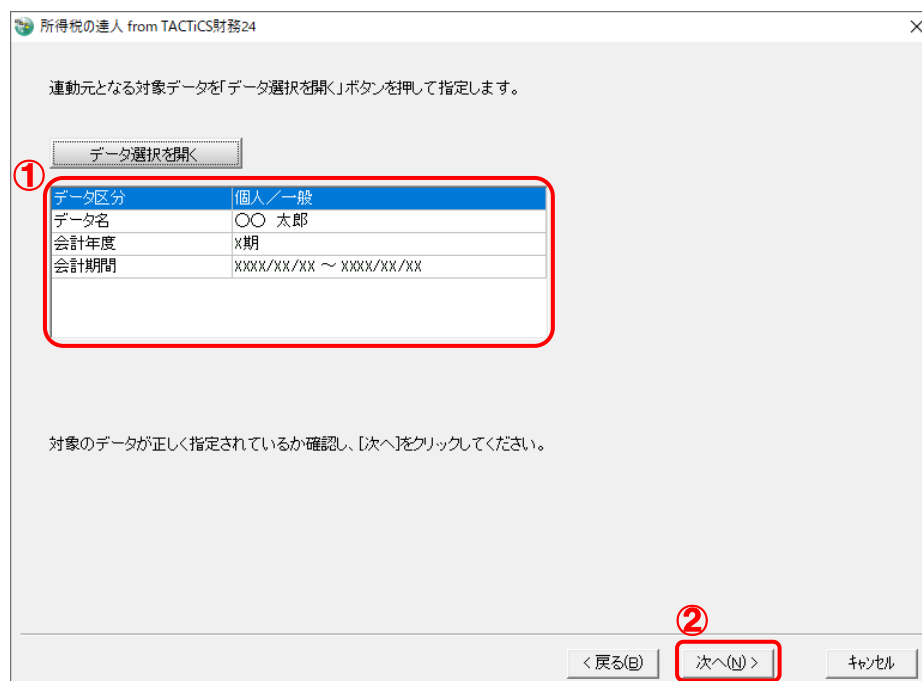 所得税の達人 from TACTiCS財務24
連動元となる対象データを「データ選択を開く」ボタンを押して指定します。
データ選択を開く
①
データ区分 個人／一般
データ名 〇〇 太郎
会計年度 X期
会計期間 XXXX/XX/XX ～ XXXX/XX/XX
対象のデータが正しく指定されているか確認し、[次へ]をクリックしてください。
②
< 戻る(B) 次へ(N) > キャンセル